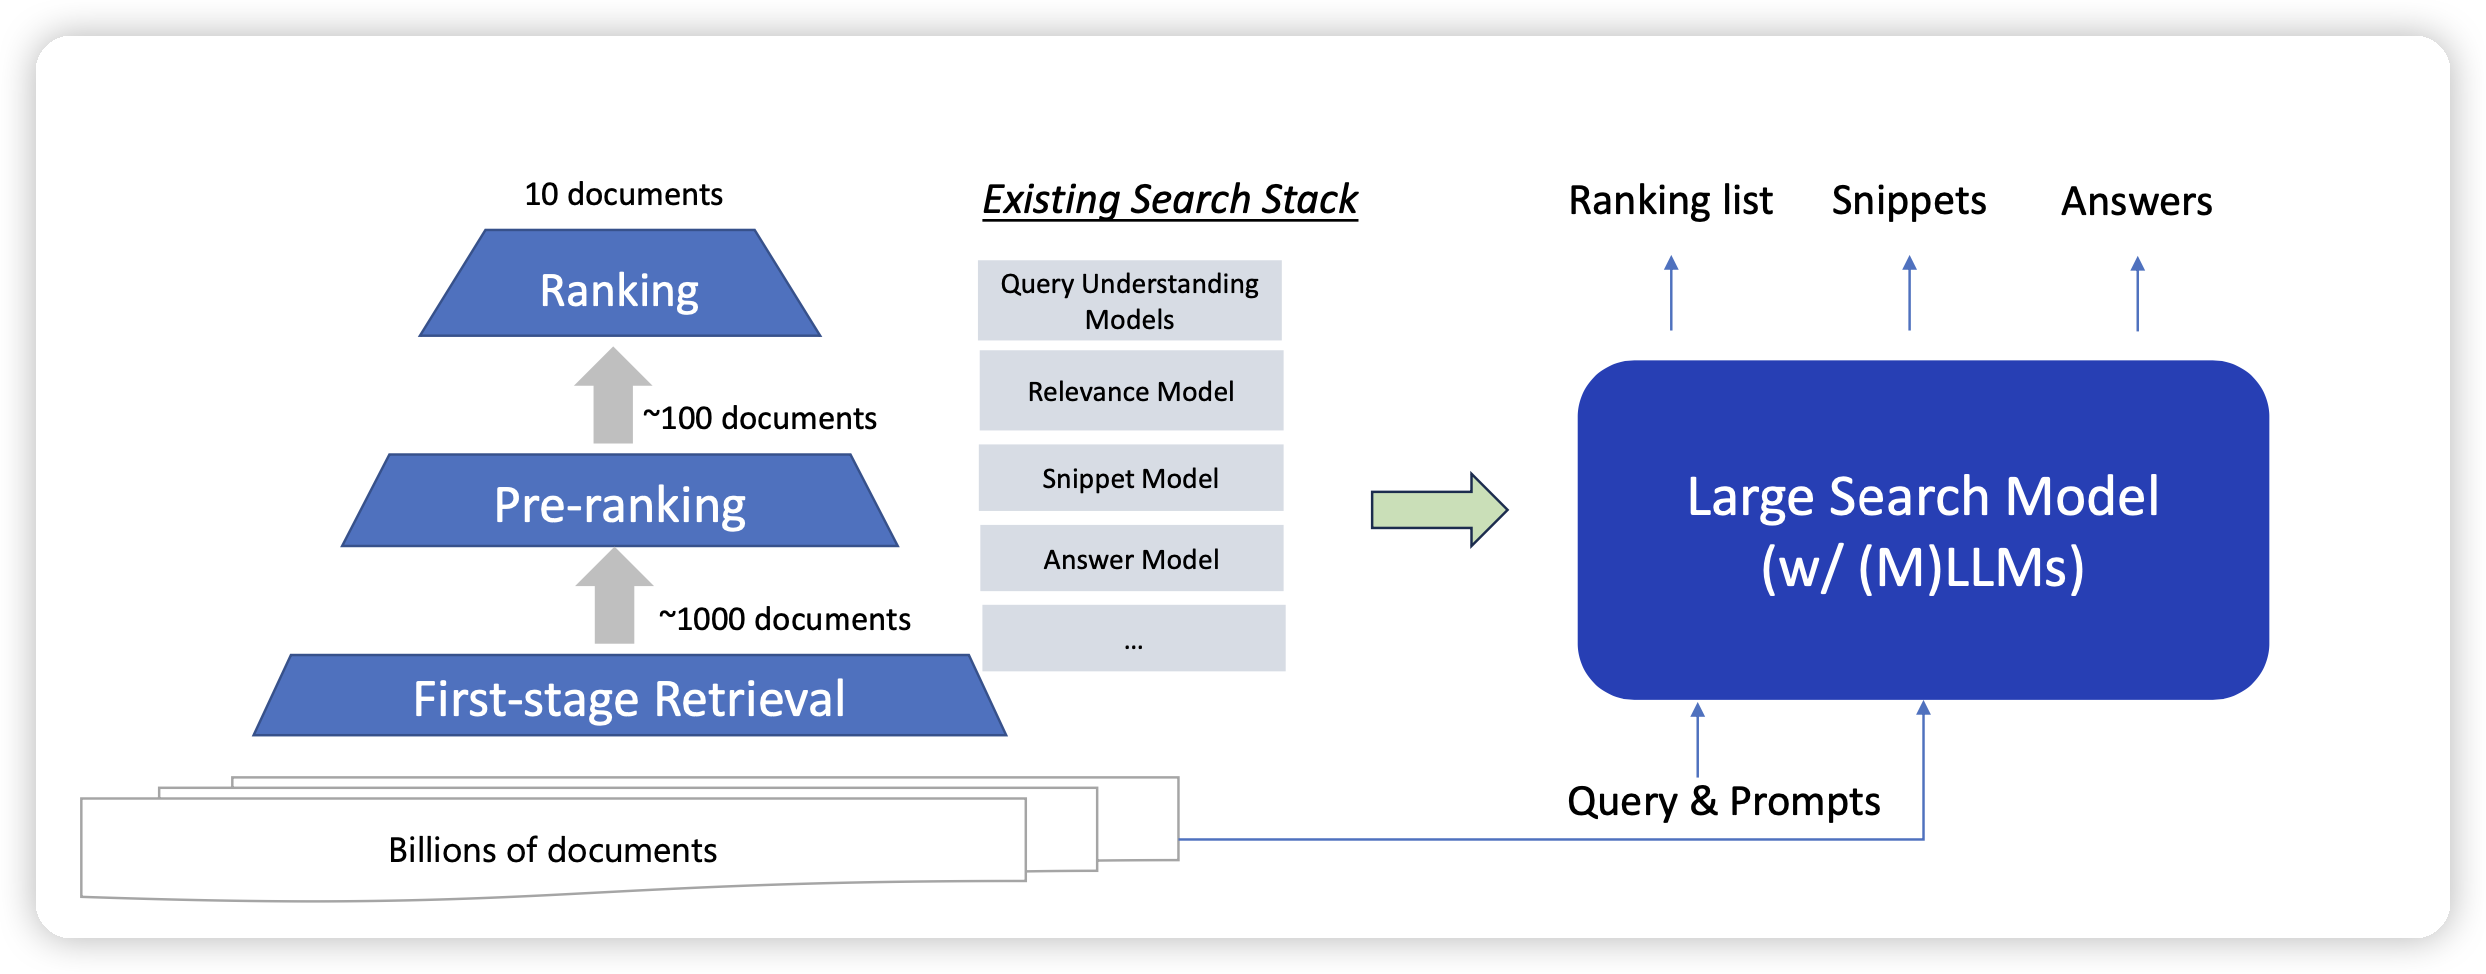 10 documents
Ranking
~100 documents
Pre-ranking
~1000 documents
First-stage Retrieval
Billions of documents
Existing Search Stack
Query Understanding
Models
Relevance Model
Snippet Model
Answer Model
...
Ranking list
Snippets
Answers
Large Search Model
(w/ (M)LLMs)
Query & Prompts